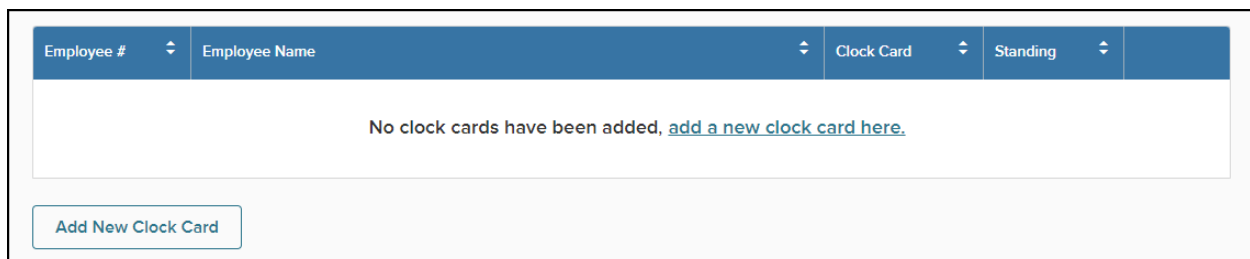 Employee # Employee Name Clock Card Standing
No clock cards have been added, add a new clock card here.
Add New Clock Card